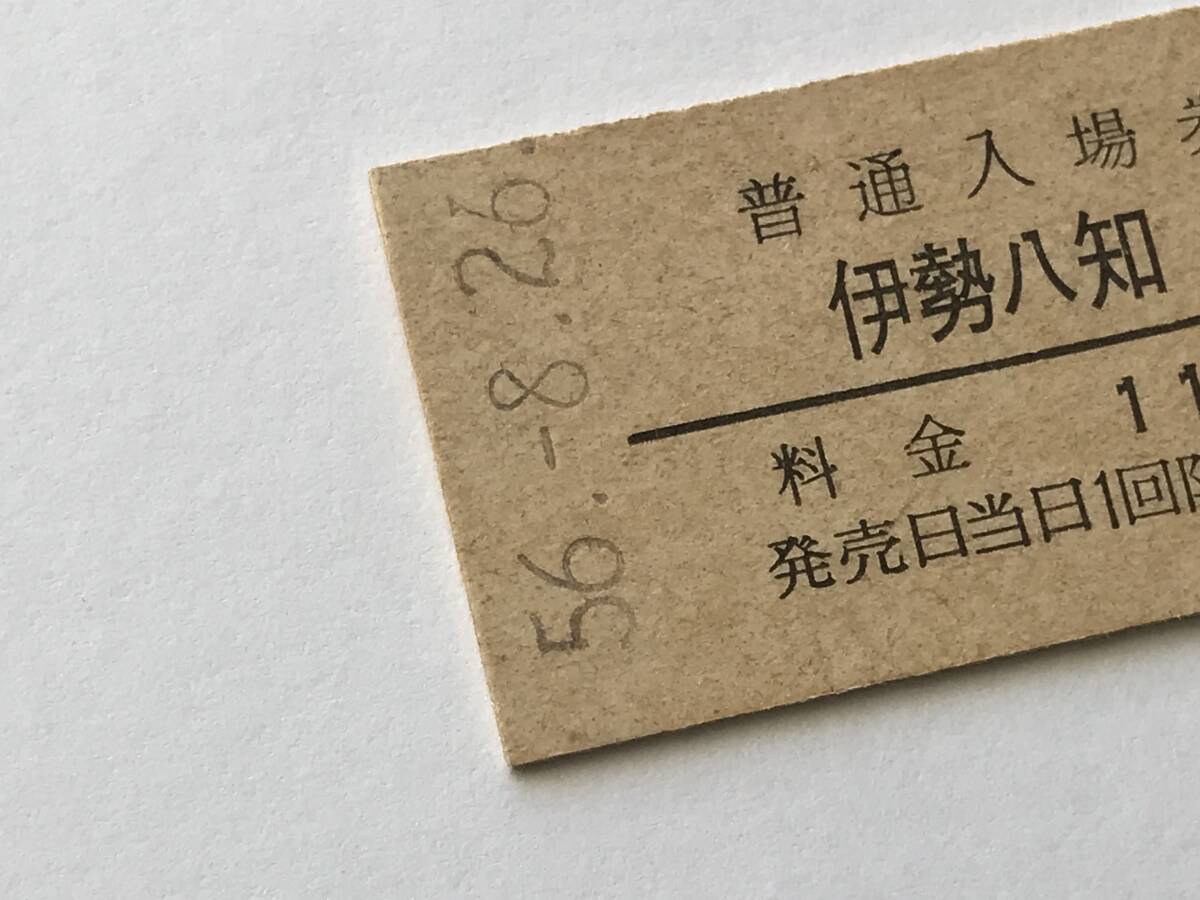 56.-8.26.
普通入場
伊勢八知
料金 11
発売日当日1回